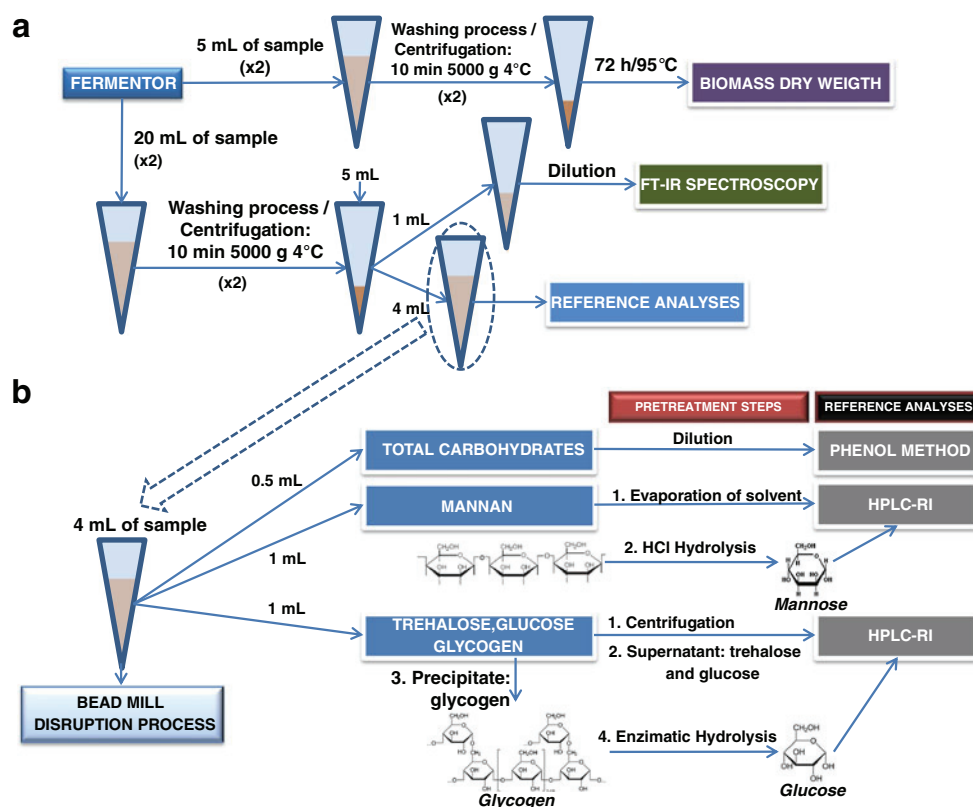 a
FERMENTOR
5 mL of sample
(x2)
Washing process /
Centrifugation:
10 min 5000 g 4°C
(x2)
72 h/95°C
BIOMASS DRY WEIGTH
20 mL of sample
(x2)
Washing process /
Centrifugation:
10 min 5000 g 4°C
(x2)
5 mL
1 mL
Dilution
FT-IR SPECTROSCOPY
4 mL
REFERENCE ANALYSES
b
PRETREATMENT STEPS
REFERENCE ANALYSES
4 mL of sample
BEAD MILL
DISRUPTION PROCESS
0.5 mL
TOTAL CARBOHYDRATES
Dilution
PHENOL METHOD
1 mL
MANNAN
1. Evaporation of solvent
HPLC-RI
2. HCl Hydrolysis
Mannose
1 mL
TREHALOSE,GLUCOSE
GLYCOGEN
1. Centrifugation
2. Supernatant: trehalose
and glucose
HPLC-RI
3. Precipitate:
glycogen
Glycogen
4. Enzimatic Hydrolysis
Glucose